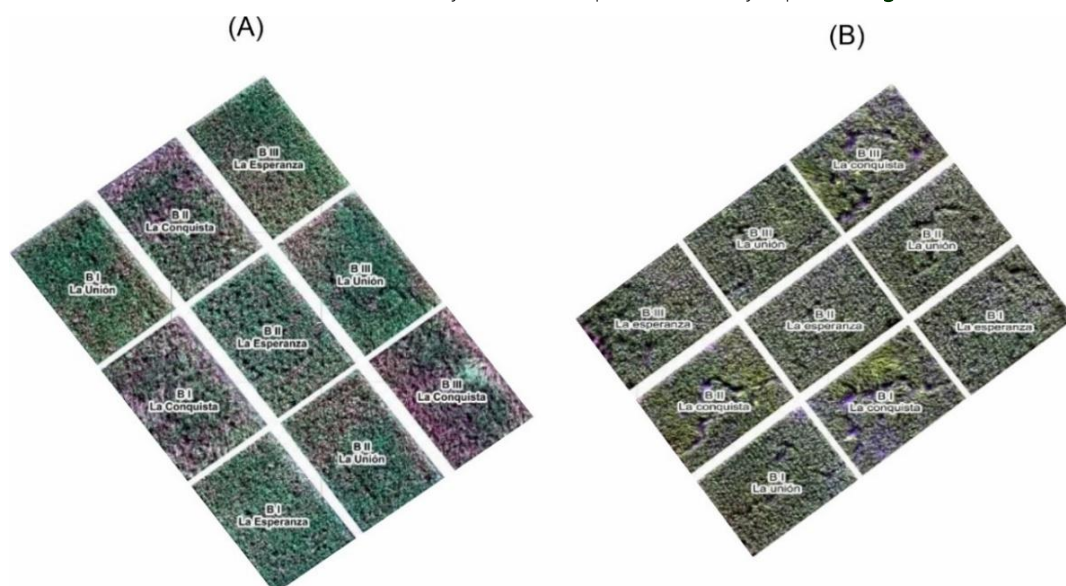 (A)
B III
La Esperanza
B II
La Conquista
B I
La Unión
B III
La Unión
B II
La Esperanza
B I
La Conquista
B III
La Conquista
B II
La Unión
B I
La Esperanza
(B)
B III
La conquista
B III
La unión
B II
La unión
B III
La esperanza
B II
La esperanza
B I
La esperanza
B II
La conquista
B I
La conquista
B I
La unión